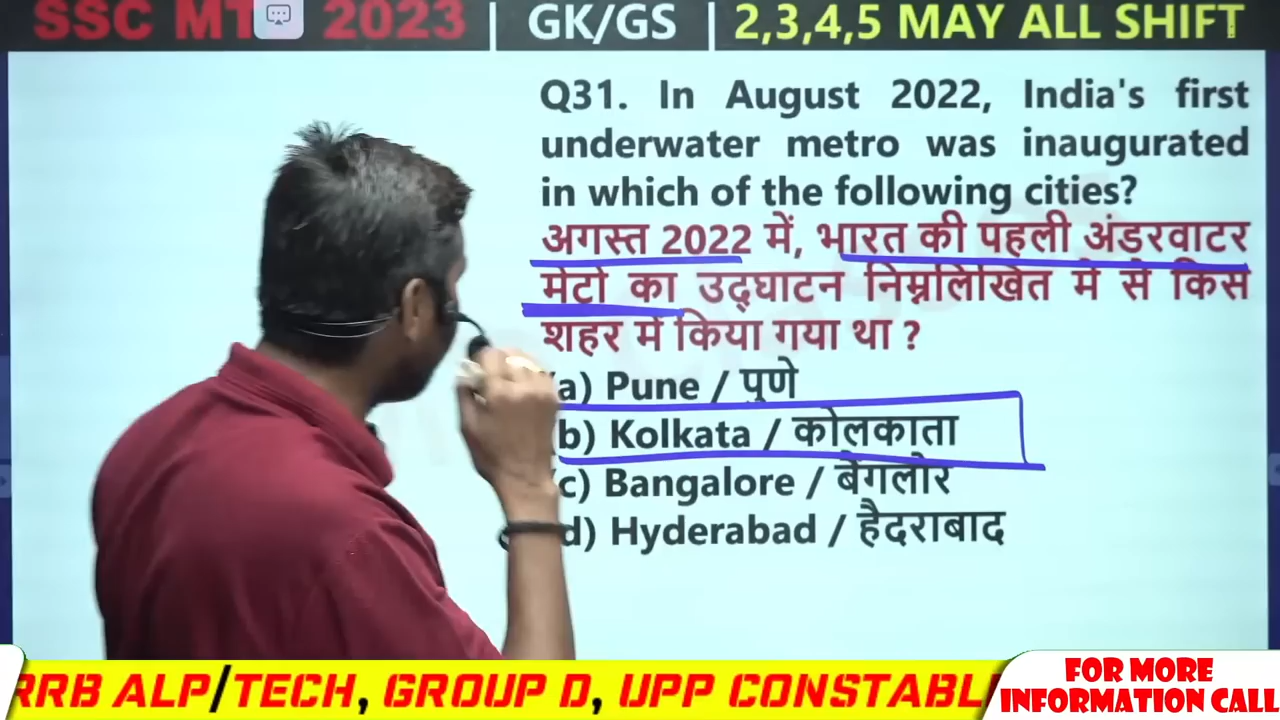 SSC MT 2023 | GK/GS | 2,3,4,5 MAY ALL SHIFT
Q31. In August 2022, India's first
underwater metro was inaugurated
in which of the following cities?
अगस्त 2022 में, भारत की पहली अंडरवाटर
मेटो का उद्घाटन निम्नलिखित में से किस
शहर में किया गया था ?
(a) Pune / पुणे
(b) Kolkata / कोलकाता
(c) Bangalore / बेंगलोर
d) Hyderabad / हैदराबाद
RRB ALP/TECH, GROUP D, UPP CONSTABL
FOR MORE
INFORMATION CALL